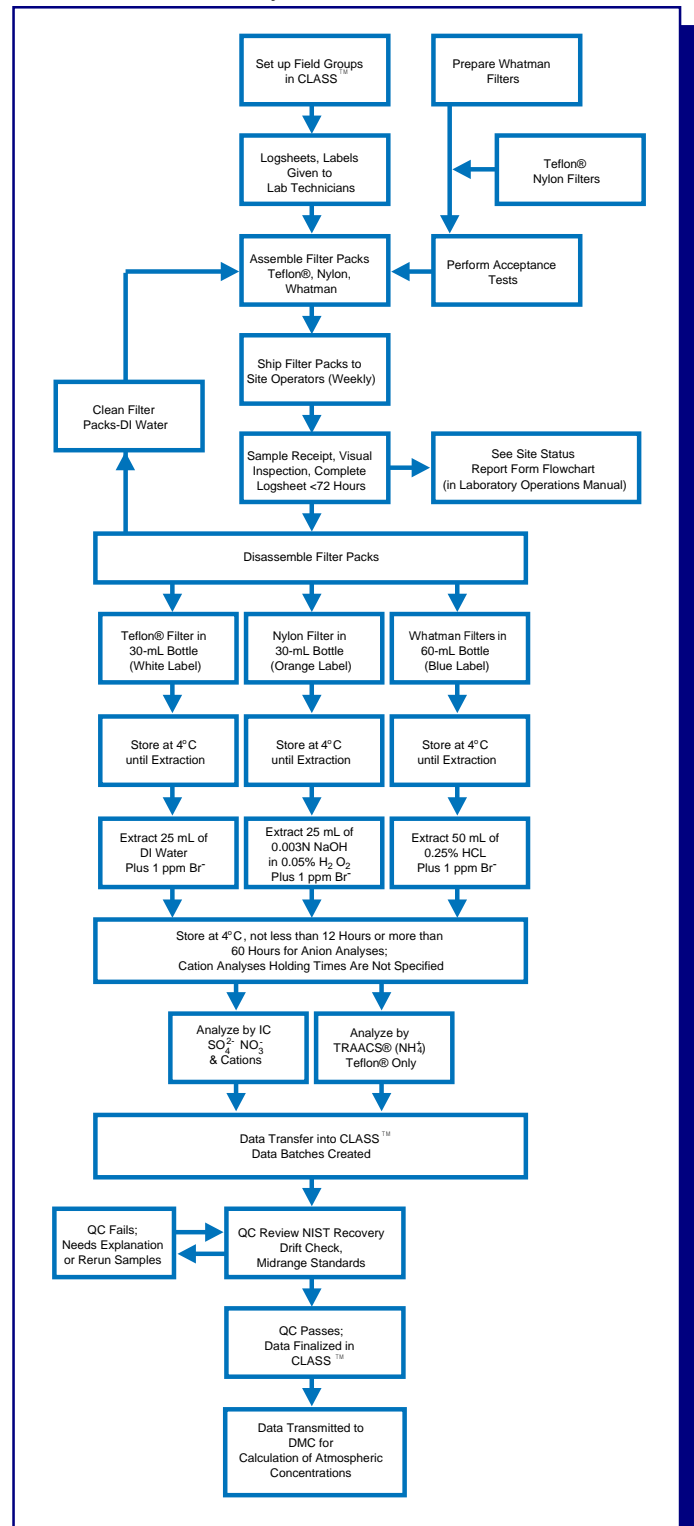 Set up Field Groups
in CLASS™
Prepare Whatman
Filters
Logsheets, Labels
Given to
Lab Technicians
Teflon®
Nylon Filters
Assemble Filter Packs
Teflon®, Nylon,
Whatman
Perform Acceptance
Tests
Ship Filter Packs to
Site Operators (Weekly)
Clean Filter
Packs-DI Water
Sample Receipt, Visual
Inspection, Complete
Logsheet <72 Hours
See Site Status
Report Form Flowchart
(in Laboratory Operations Manual)
Disassemble Filter Packs
Teflon® Filter in
30-mL Bottle
(White Label)
Nylon Filter in
30-mL Bottle
(Orange Label)
Whatman Filters in
60-mL Bottle
(Blue Label)
Store at 4°C
until Extraction
Store at 4°C
until Extraction
Store at 4°C
until Extraction
Extract 25 mL of
DI Water
Plus 1 ppm Br⁻
Extract 25 mL of
0.003N NaOH
in 0.05% H₂ O₂
Plus 1 ppm Br⁻
Extract 50 mL of
0.25% HCL
Plus 1 ppm Br⁻
Store at 4°C, not less than 12 Hours or more than
60 Hours for Anion Analyses;
Cation Analyses Holding Times Are Not Specified
Analyze by IC
SO₄²⁻ NO₃⁻
& Cations
Analyze by
TRAACS® (NH₄⁺)
Teflon® Only
Data Transfer into CLASS™
Data Batches Created
QC Fails;
Needs Explanation
or Rerun Samples
QC Review NIST Recovery
Drift Check,
Midrange Standards
QC Passes;
Data Finalized in
CLASS™
Data Transmitted to
DMC for
Calculation of Atmospheric
Concentrations